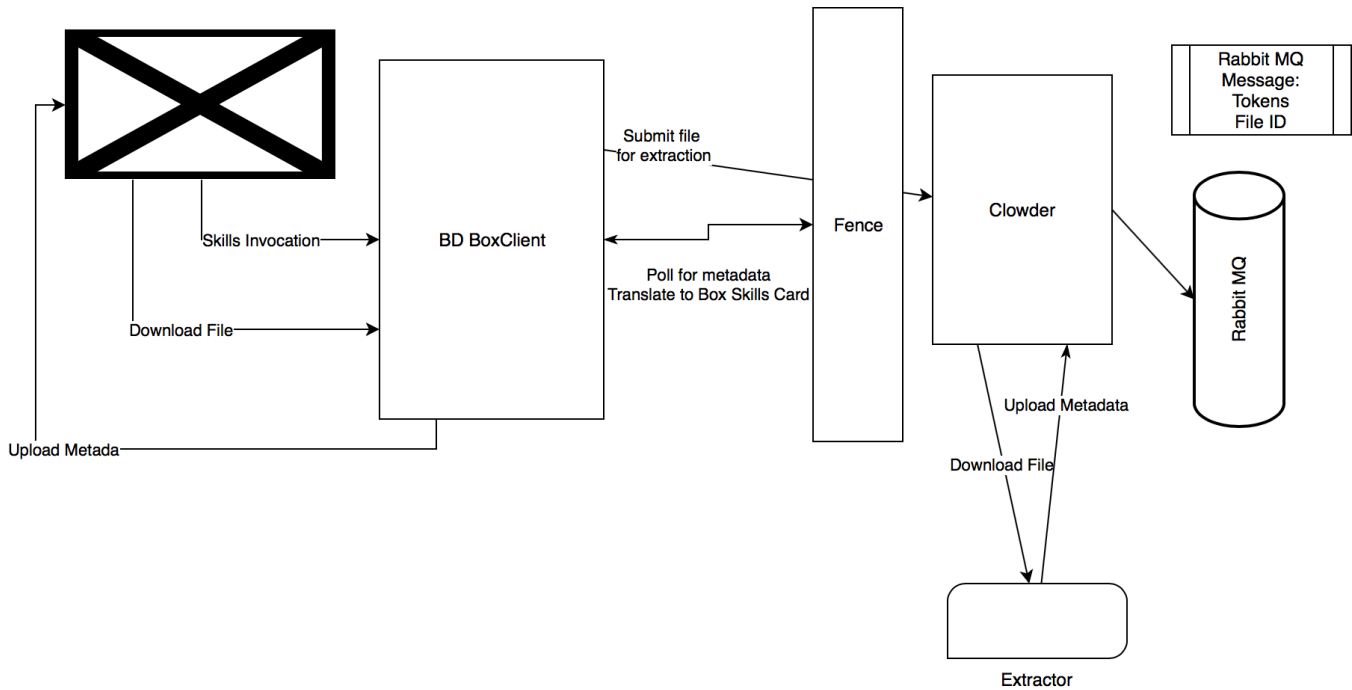 Rabbit MQ
Message:
Tokens
File ID
Submit file
for extraction
Clowder
Fence
Skills Invocation
BD BoxClient
Poll for metadata
Translate to Box Skills Card
Rabbit MQ
Download File
Upload Metadata
Upload Metada
Download File
Extractor